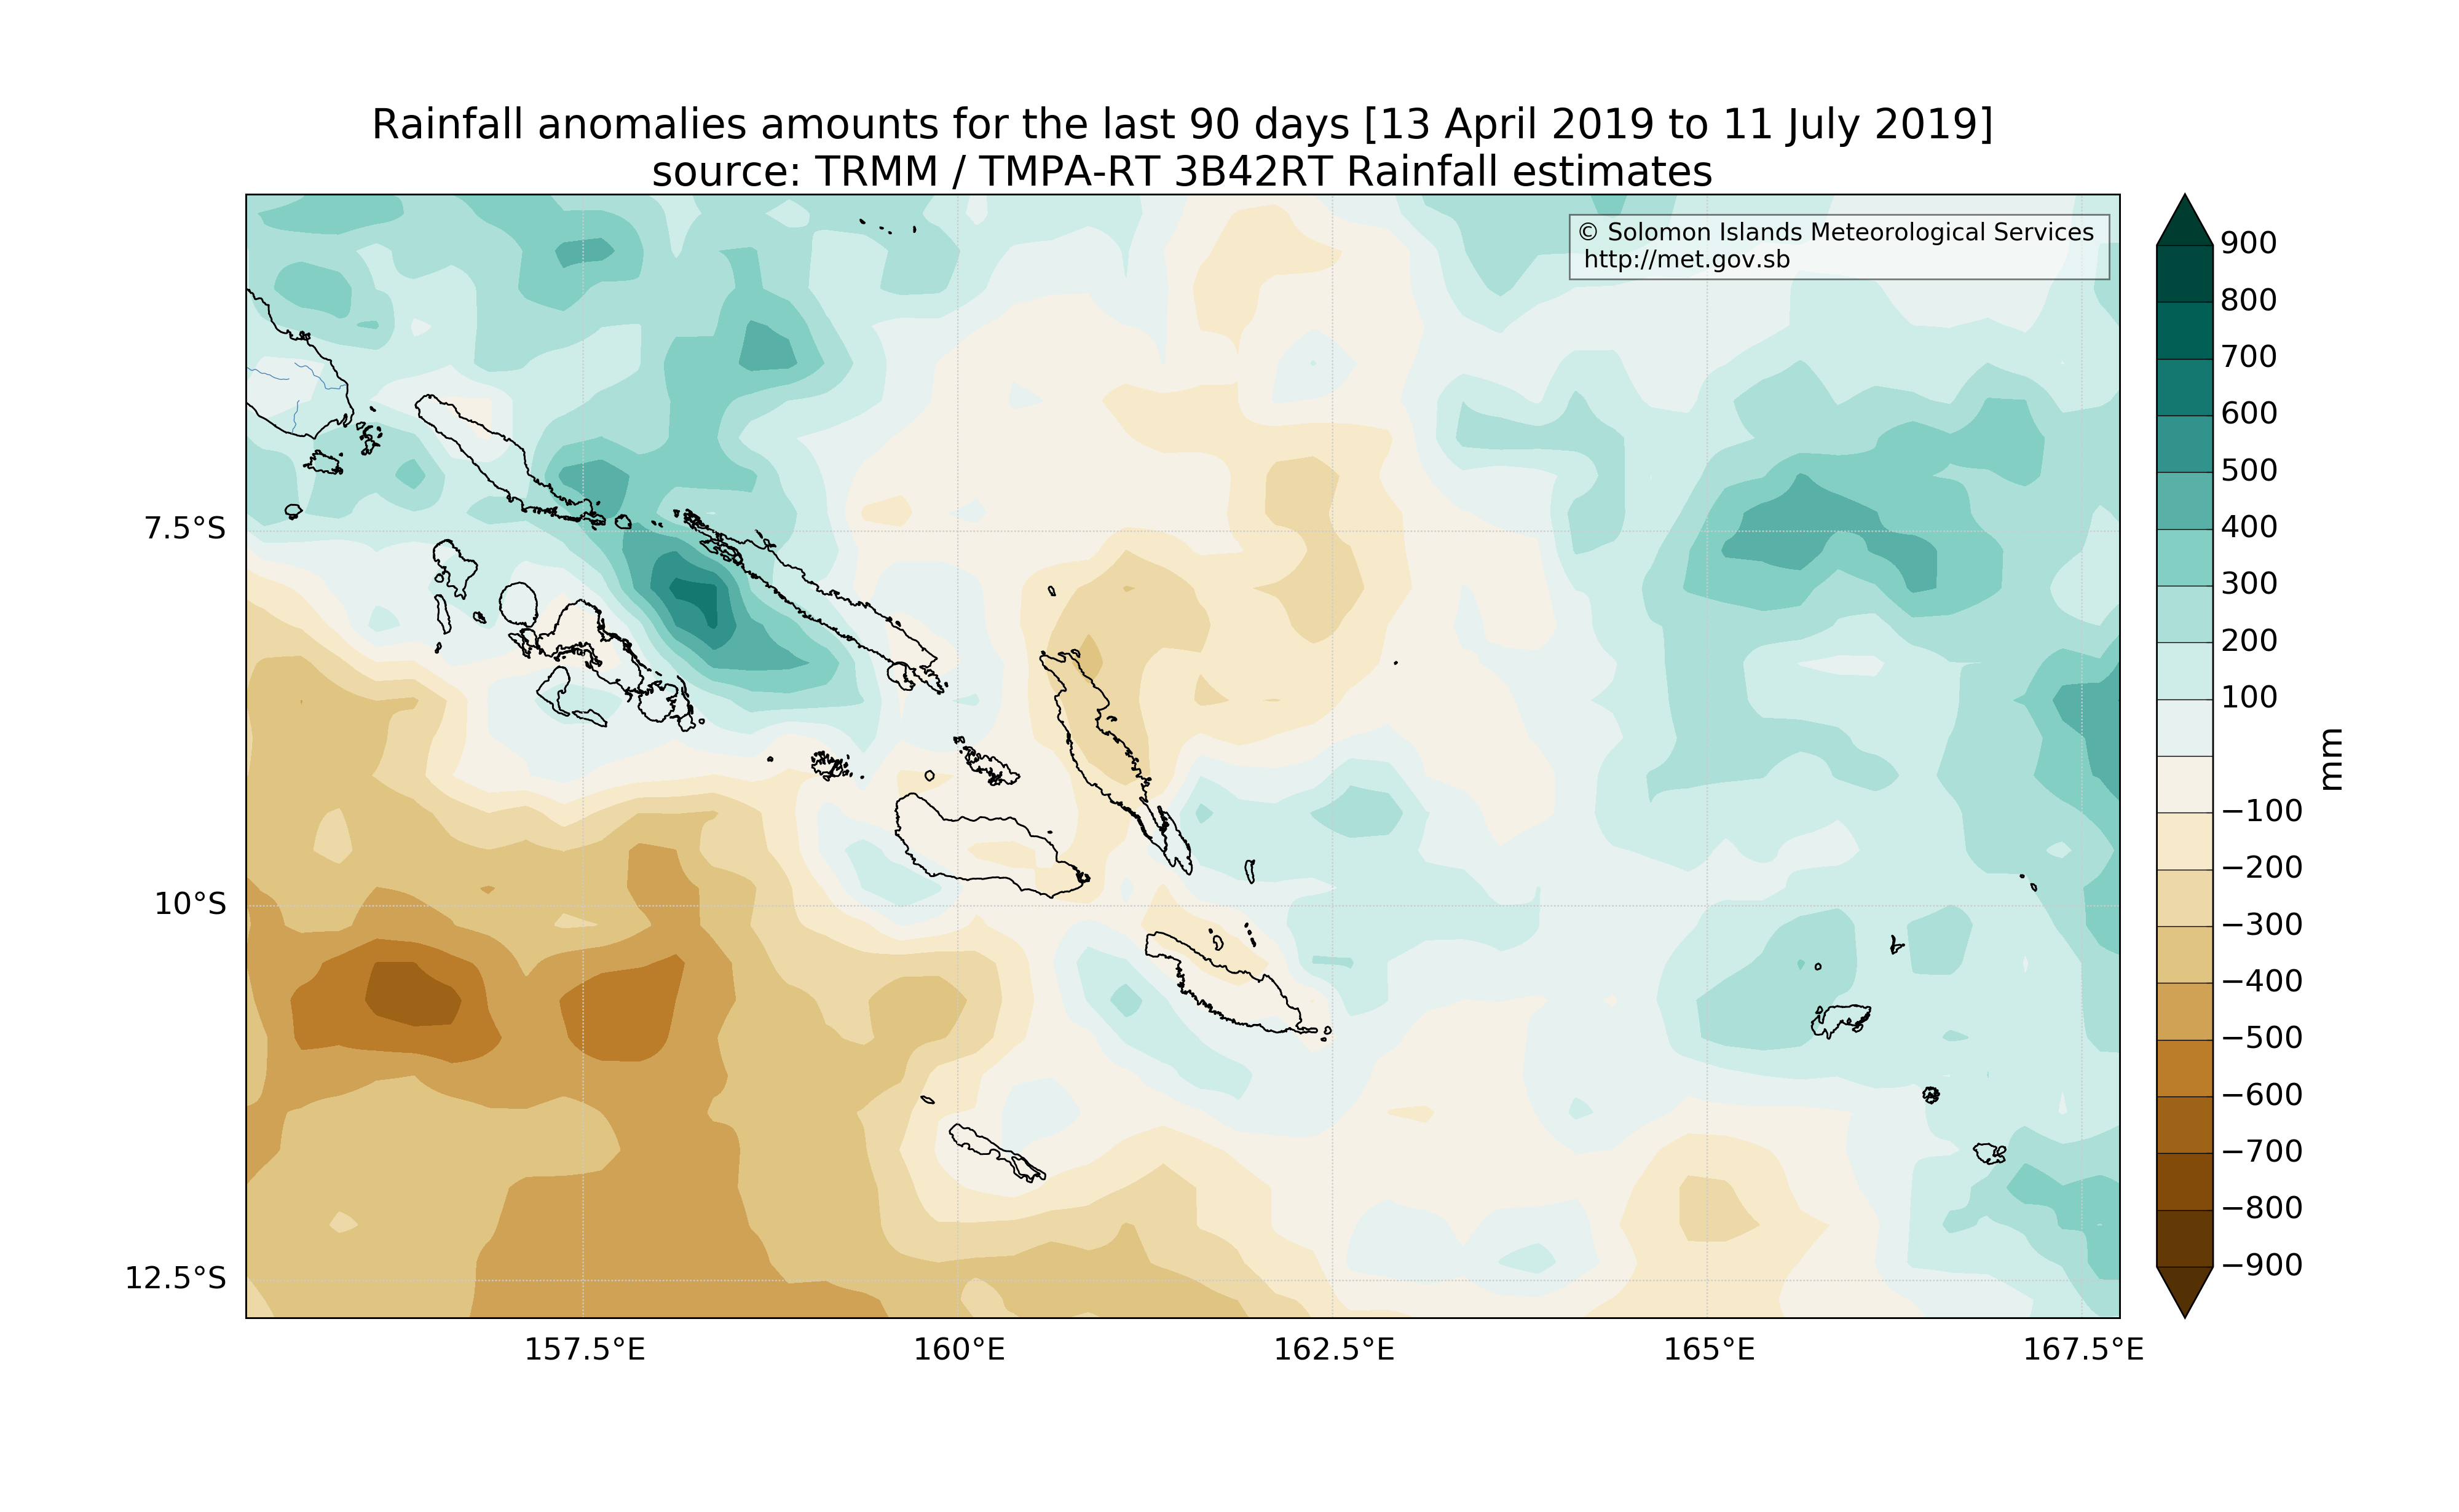 Rainfall anomalies amounts for the last 90 days [13 April 2019 to 11 July 2019]
source: TRMM / TMPA-RT 3B42RT Rainfall estimates
© Solomon Islands Meteorological Services
http://met.gov.sb
7.5°S
10°S
12.5°S
157.5°E
160°E
162.5°E
165°E
167.5°E
900
800
700
600
500
400
300
200
100
−100
−200
−300
−400
−500
−600
−700
−800
−900
mm